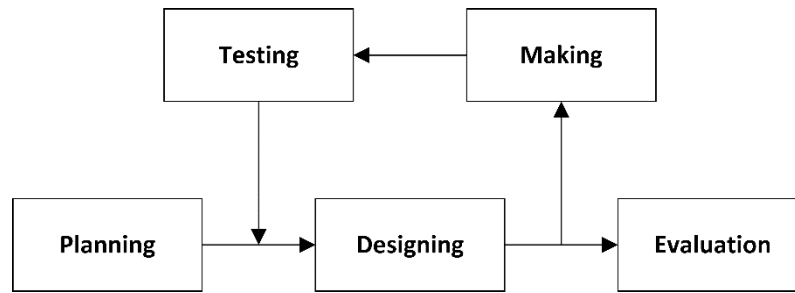 Testing
Making
Planning
Designing
Evaluation